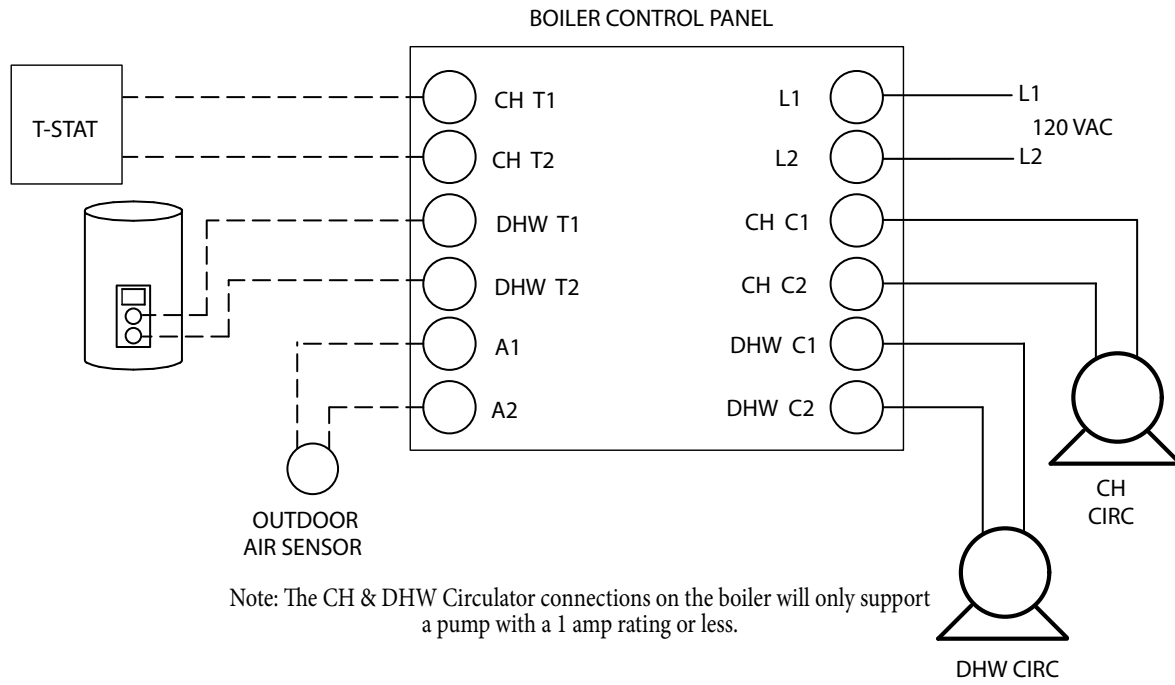 BOILER CONTROL PANEL
T-STAT
CH T1
CH T2
DHW T1
DHW T2
A1
A2
L1
L2
CH C1
CH C2
DHW C1
DHW C2
L1
120 VAC
L2
OUTDOOR
AIR SENSOR
CH
CIRC
Note: The CH & DHW Circulator connections on the boiler will only support
a pump with a 1 amp rating or less.
DHW CIRC